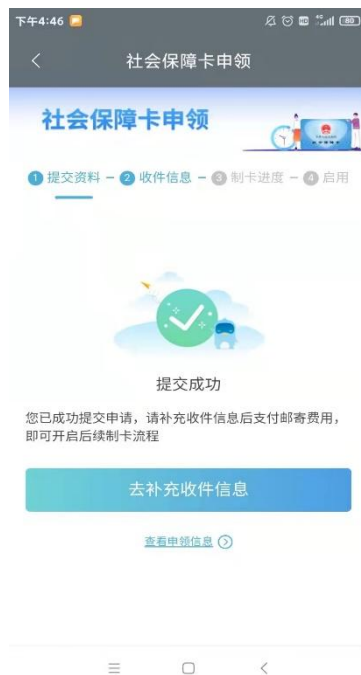 下午4:46
HD 4G 80
社会保障卡申领
社会保障卡申领
1 提交资料 - 2 收件信息 - 3 制卡进度 - 4 启用
提交成功
您已成功提交申请，请补充收件信息后支付邮寄费用，
即可开启后续制卡流程
去补充收件信息
查看申领信息